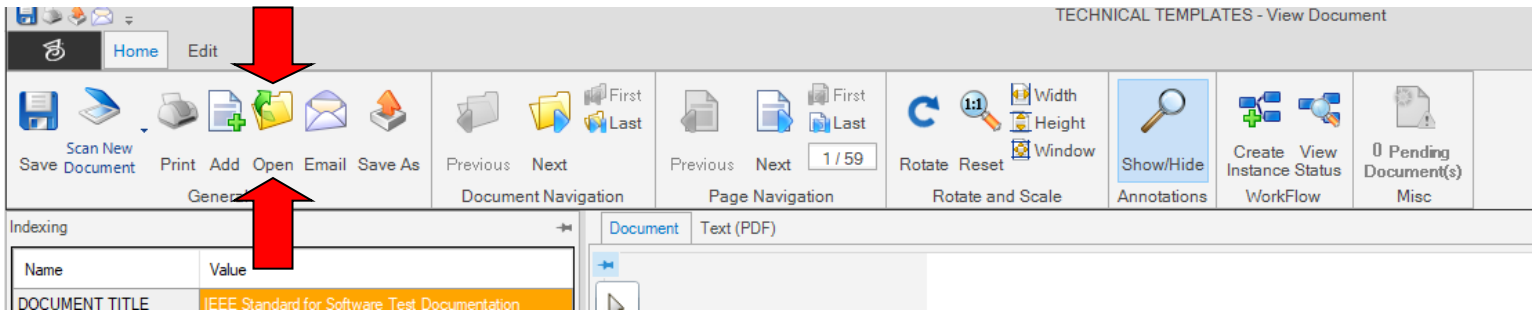 TECHNICAL TEMPLATES - View Document
Home Edit
Save
Scan New
Document
Print Add Open Email Save As
General
Previous Next
First
Last
Document Navigation
Previous Next
First
Last
1 / 59
Page Navigation
Rotate Reset
1:1
Width
Height
Window
Rotate and Scale
Show/Hide
Annotations
Create
Instance
View
Status
WorkFlow
0 Pending
Document(s)
Misc
Indexing
Document Text (PDF)
Name Value
DOCUMENT TITLE IEEE Standard for Software Test Documentation